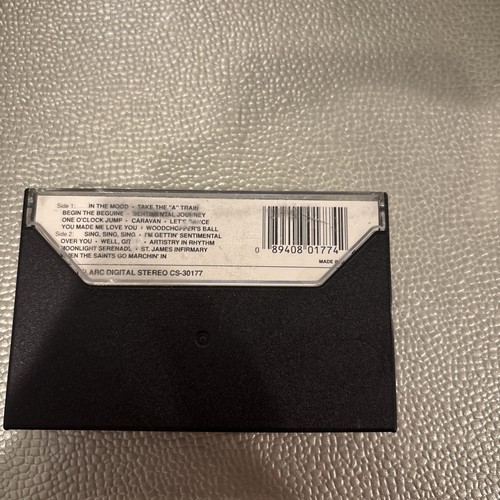 Side 1: IN THE MOOD • TAKE THE "A" TRAIN
BEGIN THE BEGUINE • SENTIMENTAL JOURNEY
ONE O'CLOCK JUMP • CARAVAN • LET'S DANCE
YOU MADE ME LOVE YOU • WOODCHOPPER'S BALL
Side 2: SING, SING, SING • I'M GETTIN' SENTIMENTAL
OVER YOU • WELL, GIT • ARTISTRY IN RHYTHM
MOONLIGHT SERENADE • ST. JAMES INFIRMARY
WHEN THE SAINTS GO MARCHIN' IN
0 89408 01774
MADE IN
DIGITAL STEREO CS-30177